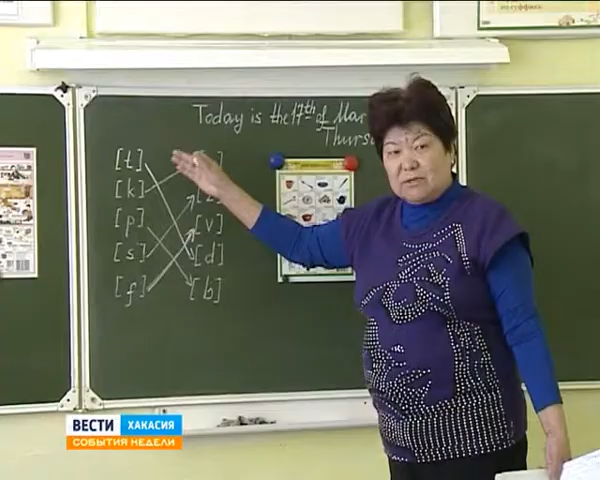 Today is the 17th of Mar
Thurs
[t]
[k] [z]
[p] [v]
[s] [d]
[f] [b]
ВЕСТИ ХАКАСИЯ
СОБЫТИЯ НЕДЕЛИ